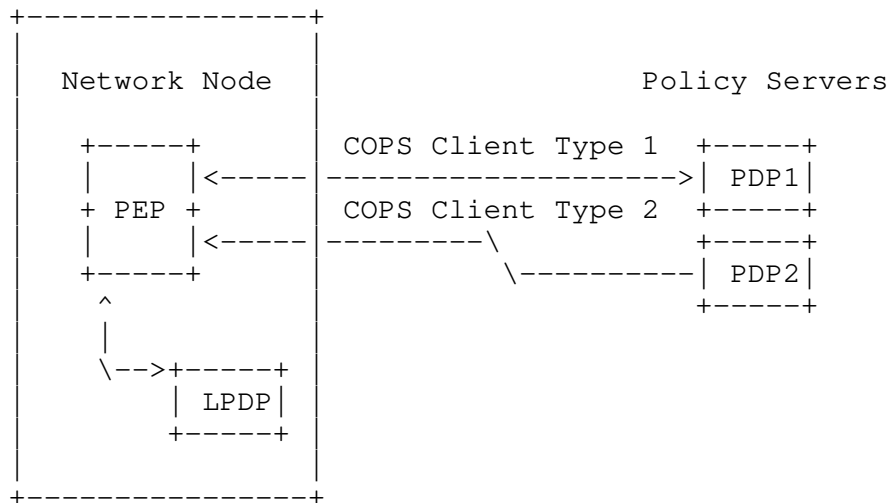 Network Node Policy Servers
COPS Client Type 1
PDP1
PEP
COPS Client Type 2
PDP2
LPDP